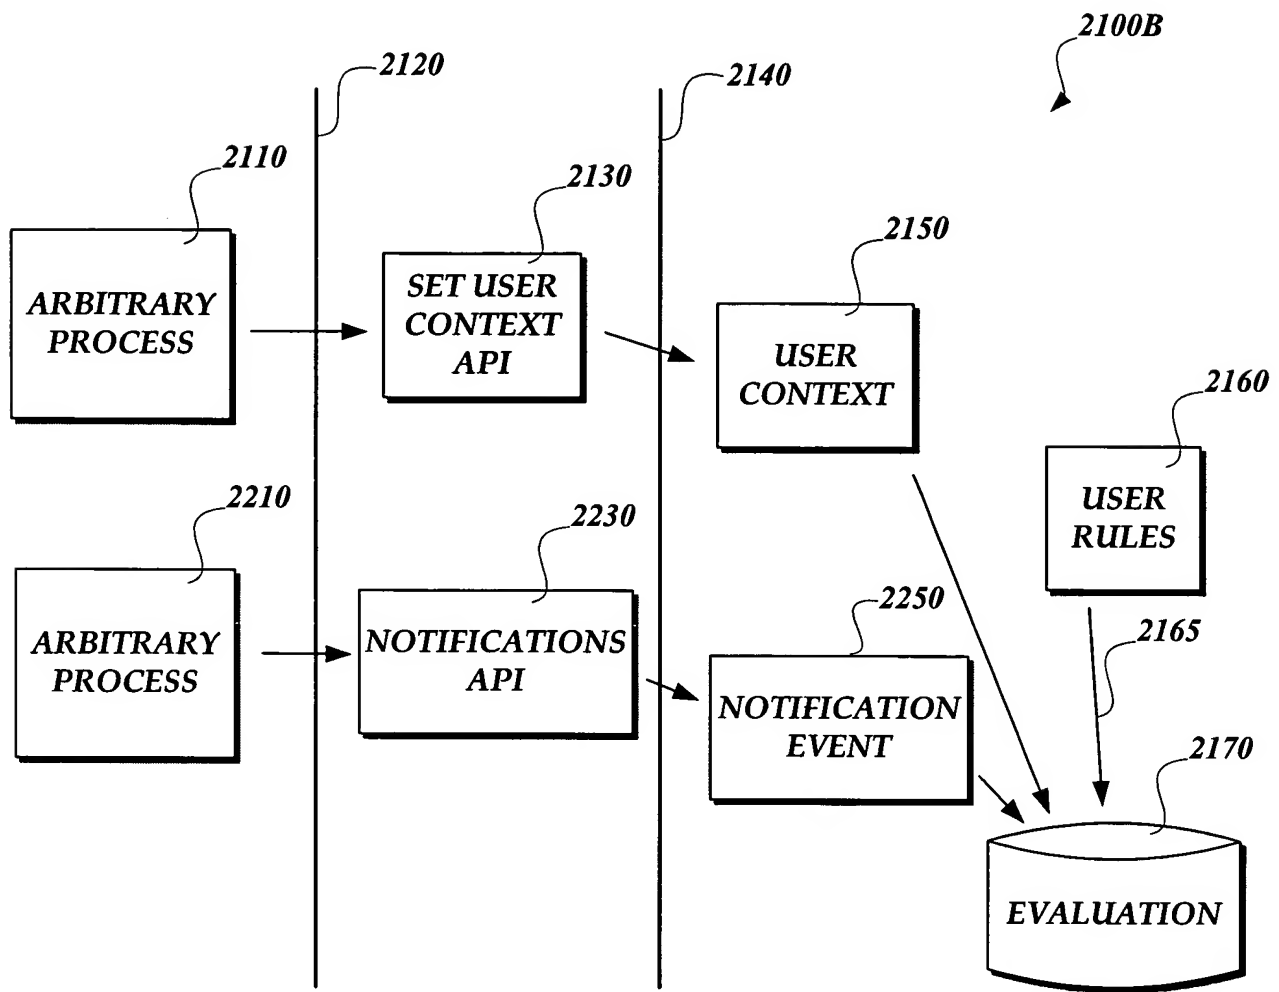 2100B
2120
2140
2110
2130
2150
ARBITRARY
PROCESS
SET USER
CONTEXT
API
USER
CONTEXT
2160
USER
RULES
2210
2230
2250
2165
ARBITRARY
PROCESS
NOTIFICATIONS
API
NOTIFICATION
EVENT
2170
EVALUATION